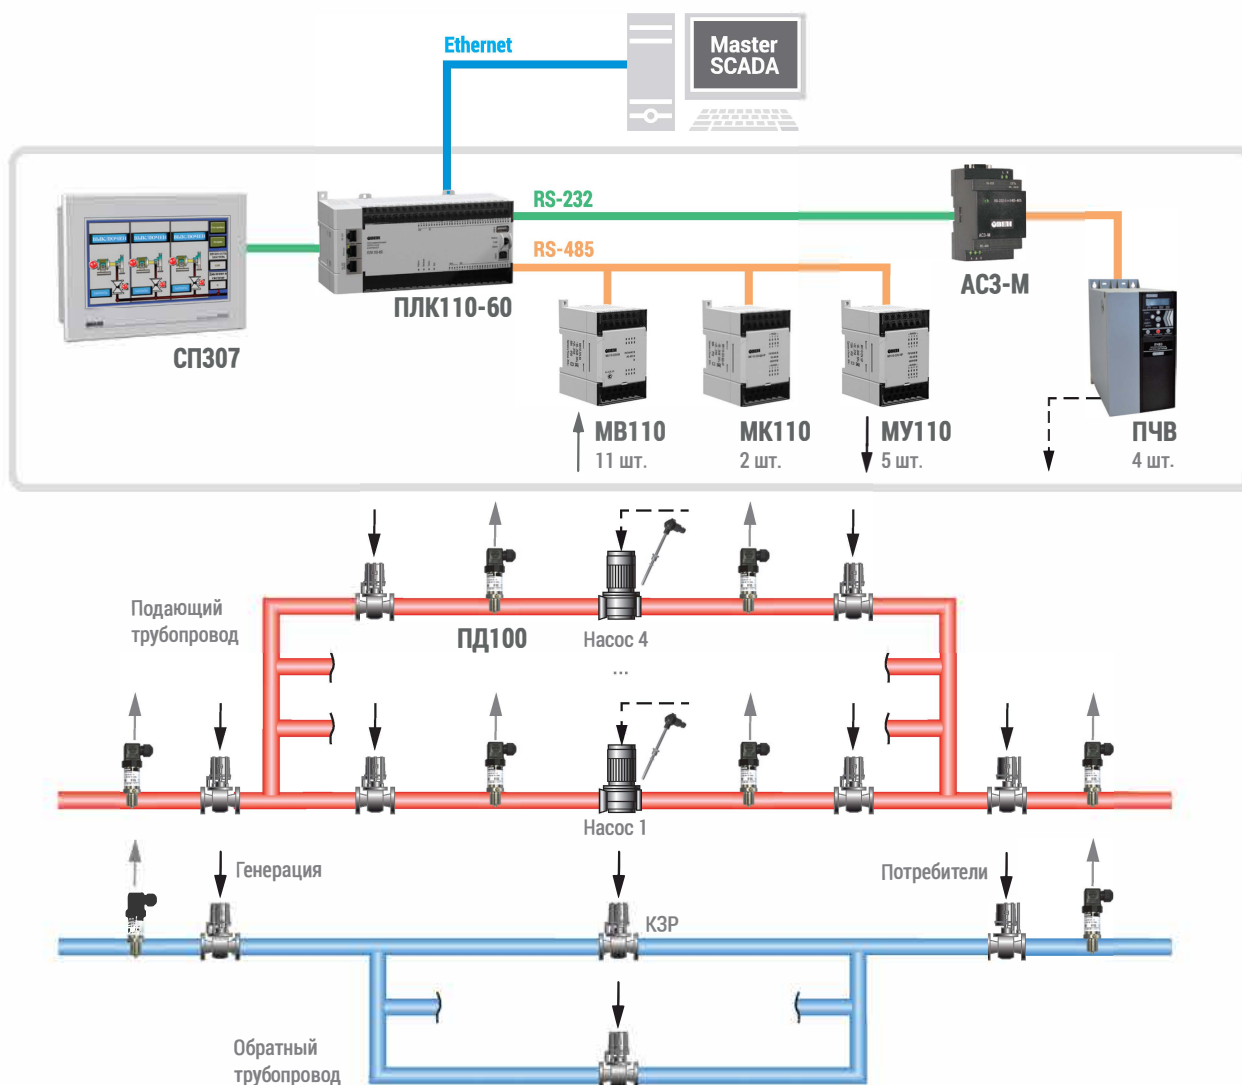 Ethernet
Master
SCADA
RS-232
RS-485
ПЛК110-60
СП307
АС3-М
МВ110
11 шт.
МК110
2 шт.
МУ110
5 шт.
ПЧВ
4 шт.
Подающий
трубопровод
ПД100
Насос 4
...
Насос 1
Генерация
Потребители
КЗР
Обратный
трубопровод